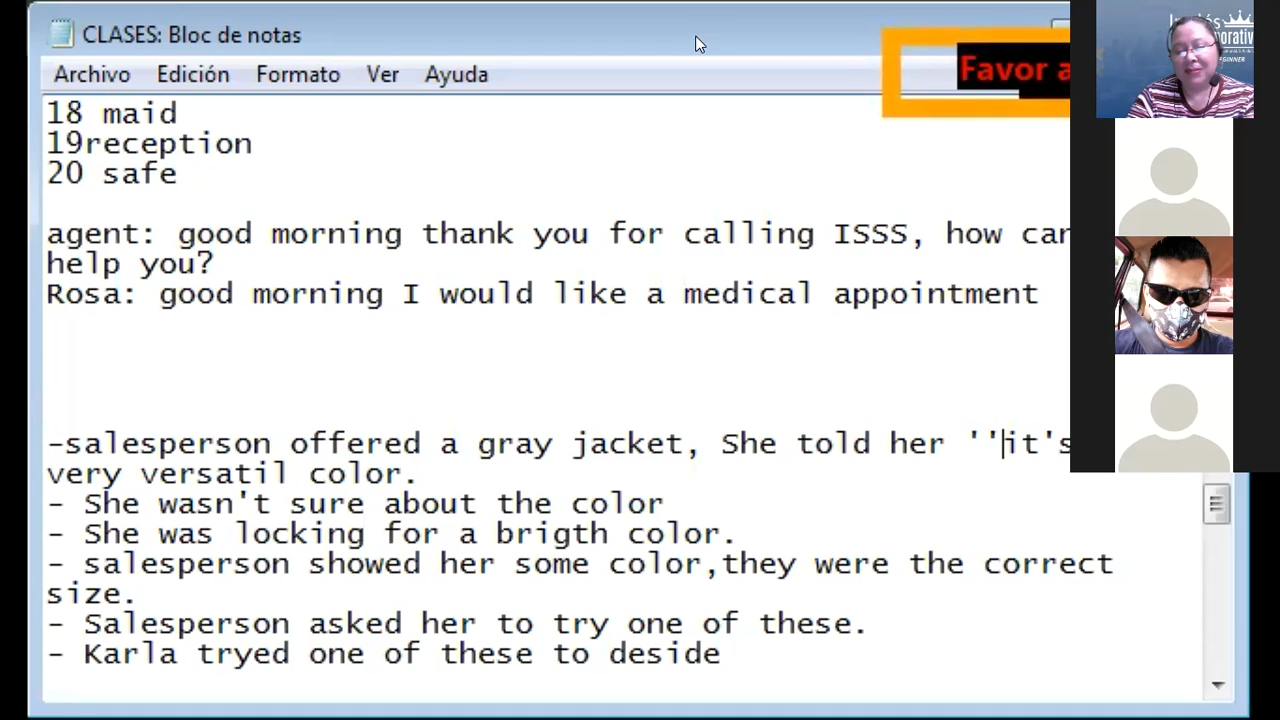 CLASES: Bloc de notas
Archivo Edición Formato Ver Ayuda
Favor a
18 maid
19reception
20 safe
agent: good morning thank you for calling ISSS, how can
help you?
Rosa: good morning I would like a medical appointment
-salesperson offered a gray jacket, She told her ''it's
very versatil color.
- She wasn't sure about the color
- She was locking for a brigth color.
- salesperson showed her some color,they were the correct
size.
- Salesperson asked her to try one of these.
- Karla tryed one of these to deside